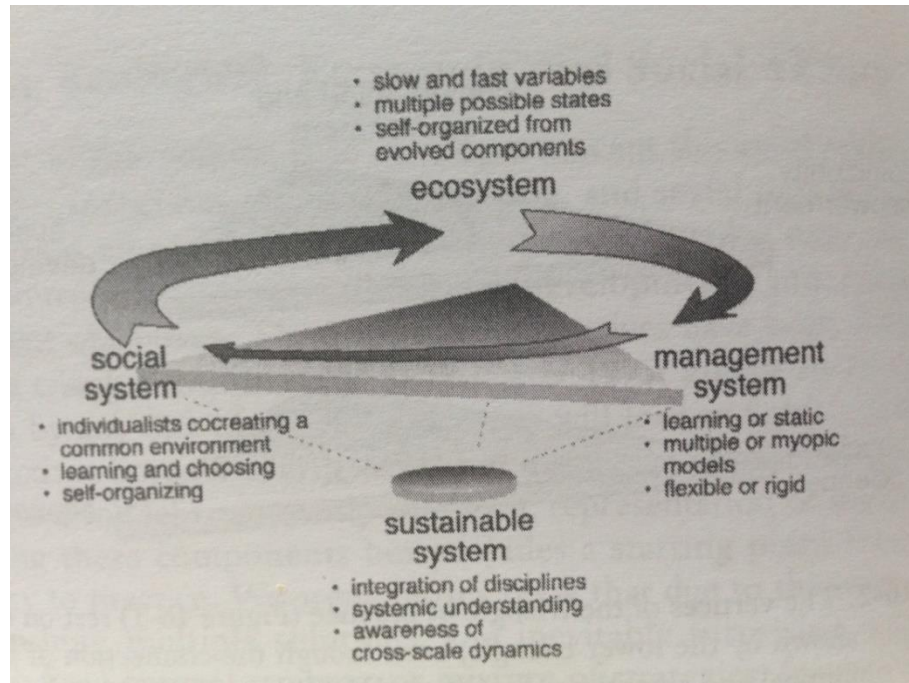 • slow and fast variables
• multiple possible states
• self-organized from
evolved components
ecosystem
social
system
• individualists cocreating a
common environment
• learning and choosing
• self-organizing
management
system
• learning or static
• multiple or myopic
models
• flexible or rigid
sustainable
system
• integration of disciplines
• systemic understanding
• awareness of
cross-scale dynamics